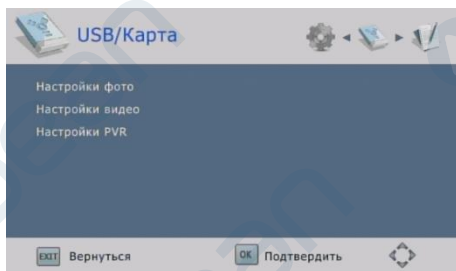 USB/Карта
Настройки фото
Настройки видео
Настройки PVR
EXIT Вернуться
OK Подтвердить